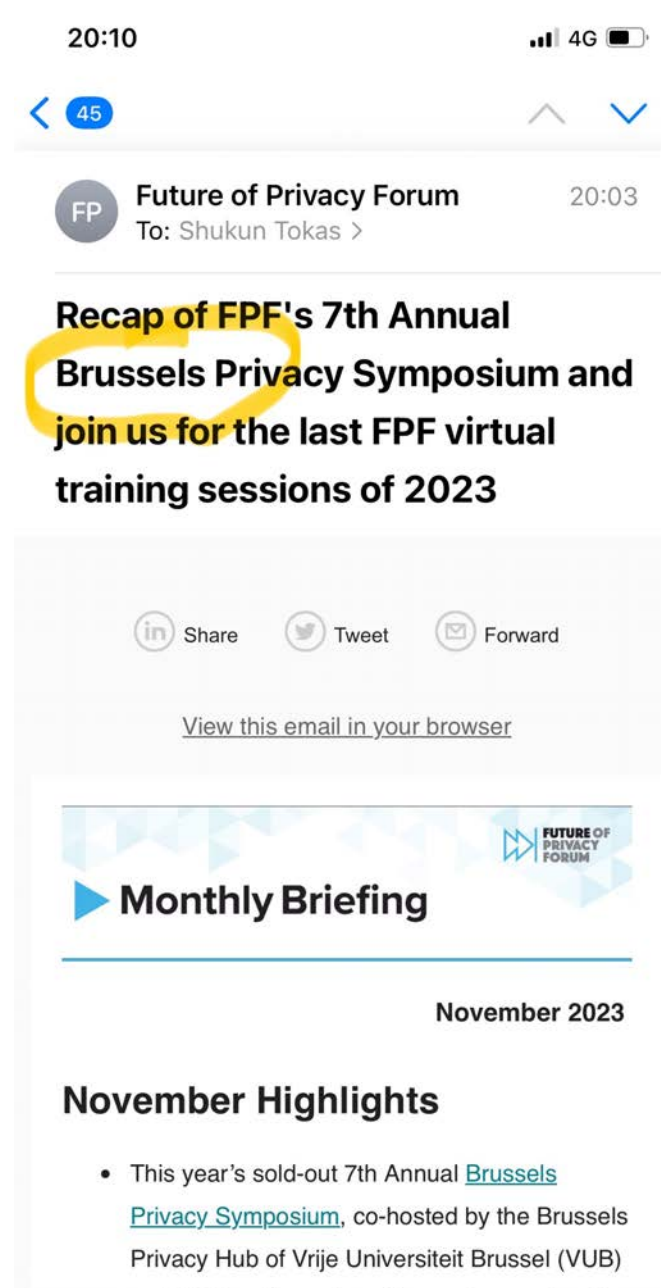 20:10
4G
45
FP
Future of Privacy Forum
20:03
To: Shukun Tokas >
Recap of FPF's 7th Annual
Brussels Privacy Symposium and
join us for the last FPF virtual
training sessions of 2023
in Share
Tweet
Forward
View this email in your browser
FUTURE OF
PRIVACY
FORUM
Monthly Briefing
November 2023
November Highlights
• This year’s sold-out 7th Annual Brussels
Privacy Symposium, co-hosted by the Brussels
Privacy Hub of Vrije Universiteit Brussel (VUB)